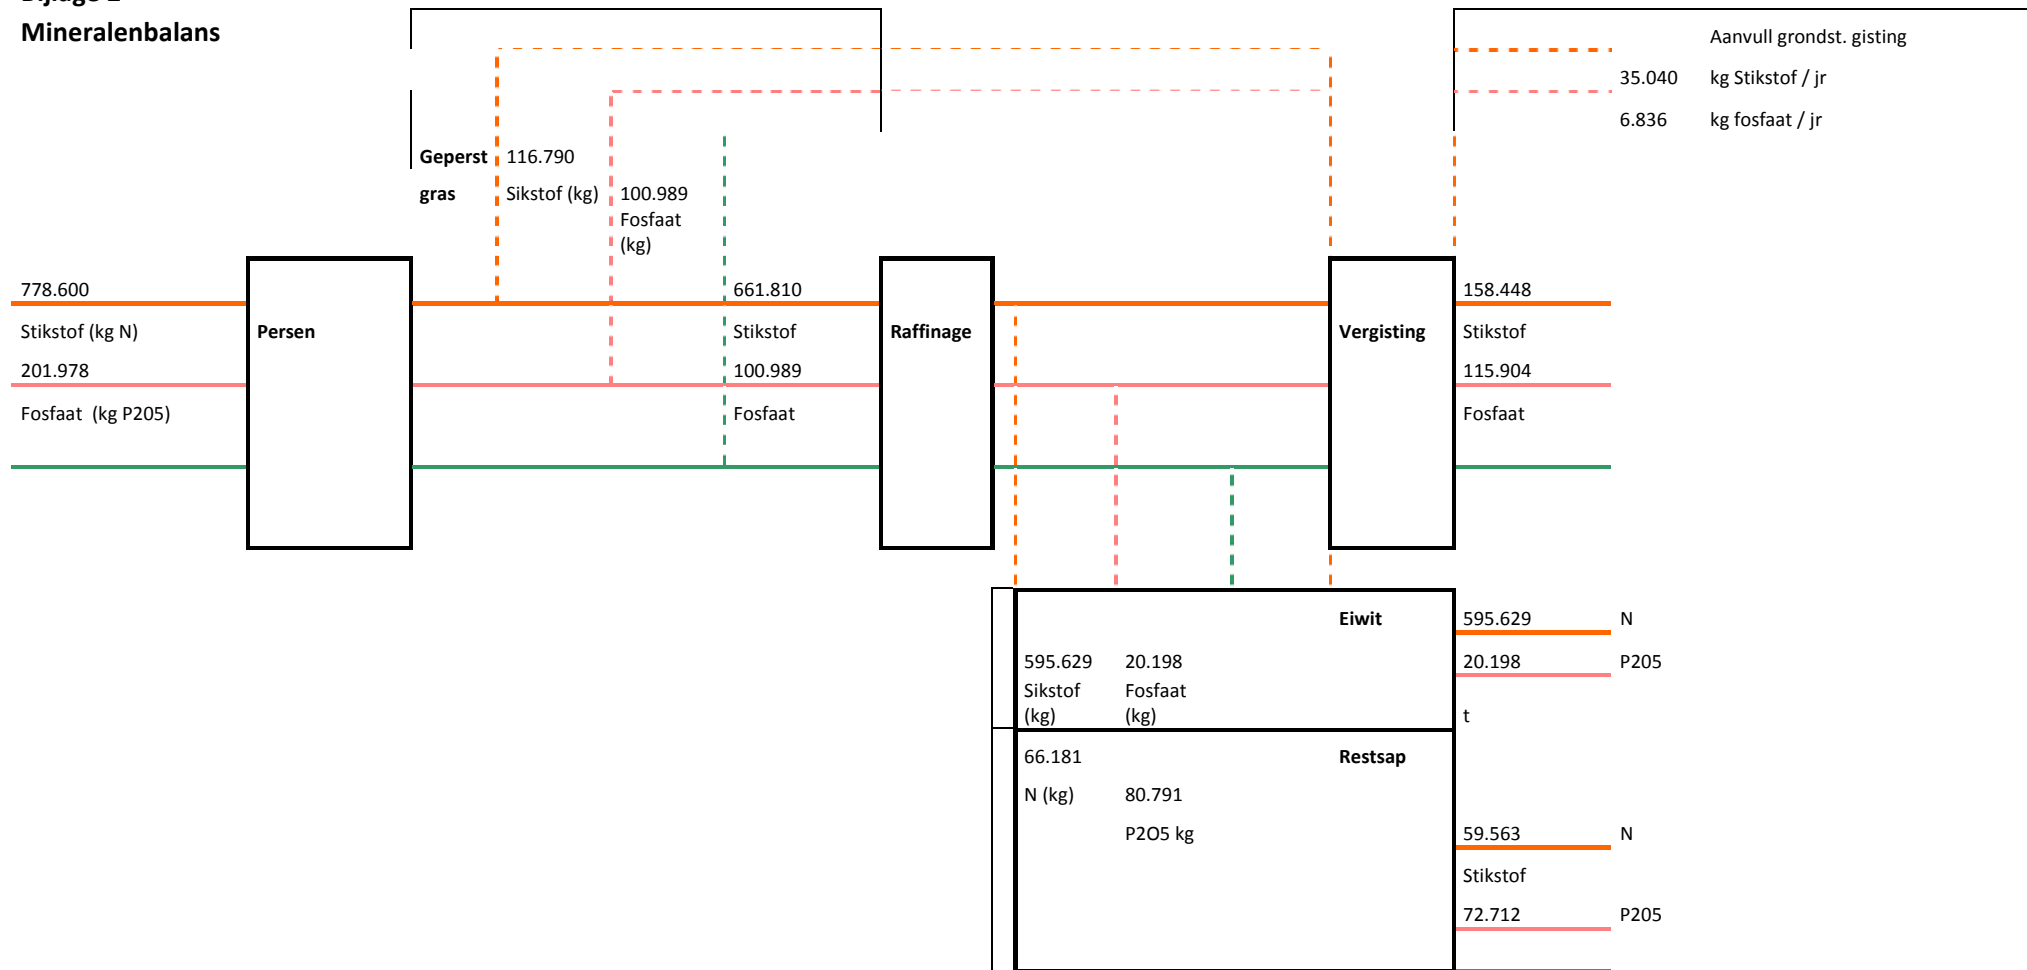 Mineralenbalans
Aanvull grondst. gisting
35.040 kg Stikstof / jr
6.836 kg fosfaat / jr
Geperst 116.790
gras Sikstof (kg) 100.989
Fosfaat
(kg)
778.600 661.810 158.448
Stikstof (kg N) Persen Stikstof Raffinage Vergisting Stikstof
201.978 100.989 115.904
Fosfaat (kg P205) Fosfaat Fosfaat
Eiwit 595.629 N
595.629 20.198 20.198 P205
Sikstof Fosfaat
(kg) (kg) t
66.181 Restsap
N (kg) 80.791
P2O5 kg 59.563 N
Stikstof
72.712 P205